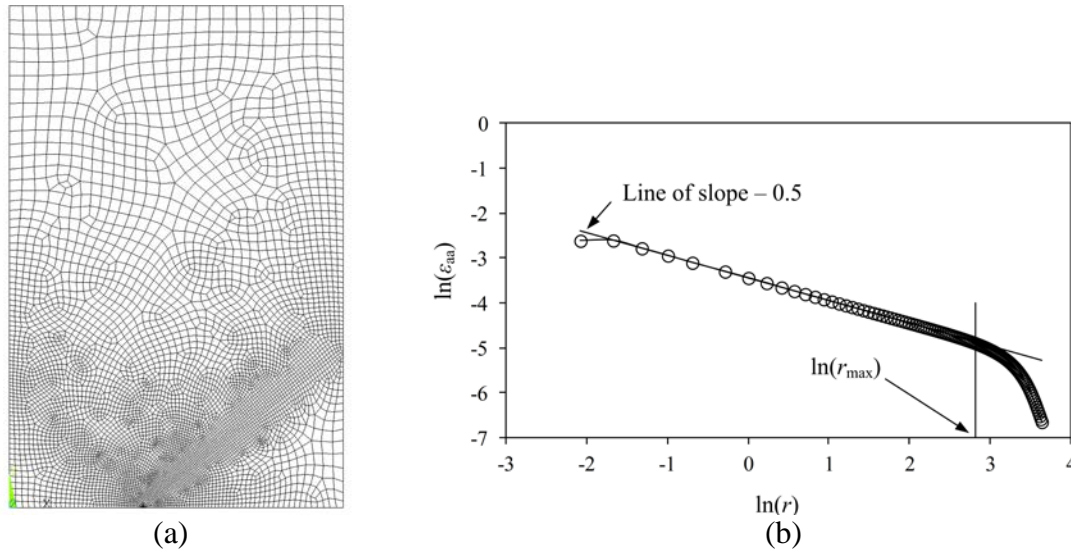 0
-1
-2
-3
-4
-5
-6
-7
ln(εaa)
Line of slope – 0.5
ln(rmax)
-3 -2 -1 0 1 2 3 4
ln(r)
(a) (b)